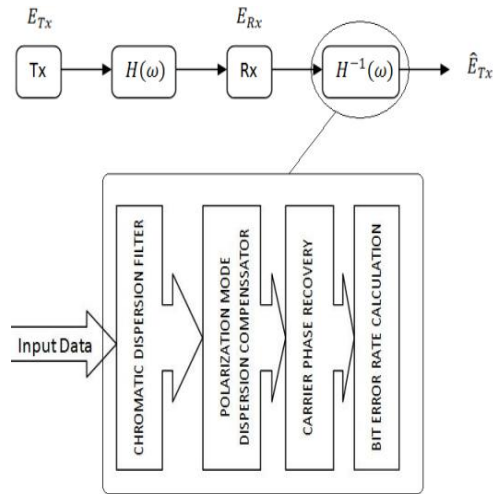 E_Tx E_Rx
Tx H(ω) Rx H⁻¹(ω) Ê_Tx
Input Data
CHROMATIC DISPERSION FILTER
POLARIZATION MODE
DISPERSION COMPENSSATOR
CARRIER PHASE RECOVERY
BIT ERROR RATE CALCULATION